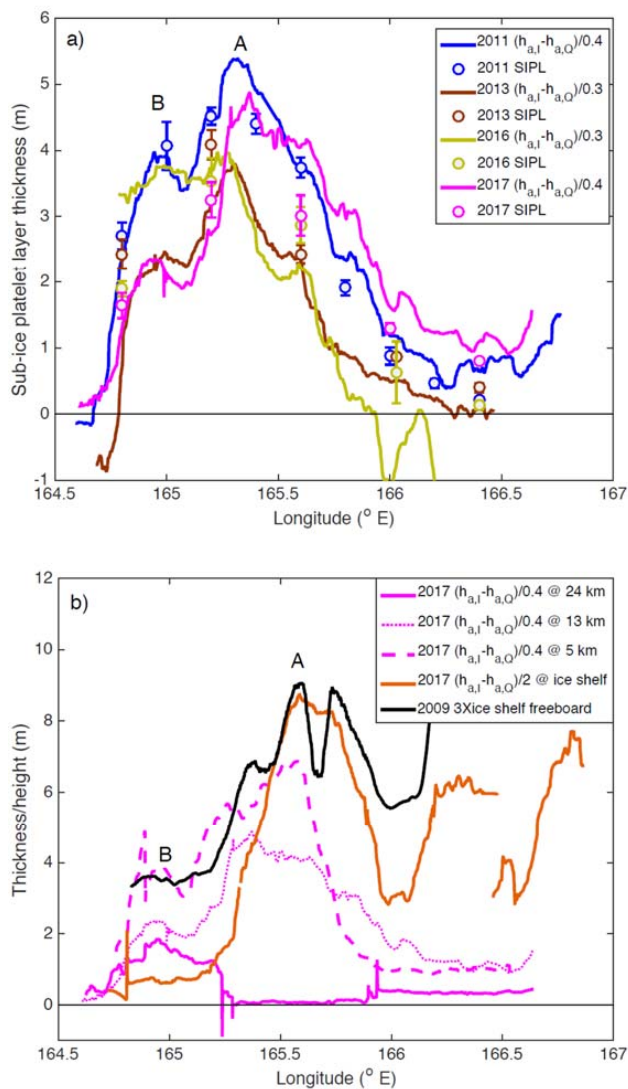 a)
A
B
2011 (h_a,I-h_a,Q)/0.4
2011 SIPL
2013 (h_a,I-h_a,Q)/0.3
2013 SIPL
2016 (h_a,I-h_a,Q)/0.3
2016 SIPL
2017 (h_a,I-h_a,Q)/0.4
2017 SIPL
Sub-ice platelet layer thickness (m)
6
5
4
3
2
1
0
-1
164.5 165 165.5 166 166.5 167
Longitude (° E)
b)
A
B
2017 (h_a,I-h_a,Q)/0.4 @ 24 km
2017 (h_a,I-h_a,Q)/0.4 @ 13 km
2017 (h_a,I-h_a,Q)/0.4 @ 5 km
2017 (h_a,I-h_a,Q)/2 @ ice shelf
2009 3Xice shelf freeboard
Thickness/height (m)
12
10
8
6
4
2
0
164.5 165 165.5 166 166.5 167
Longitude (° E)